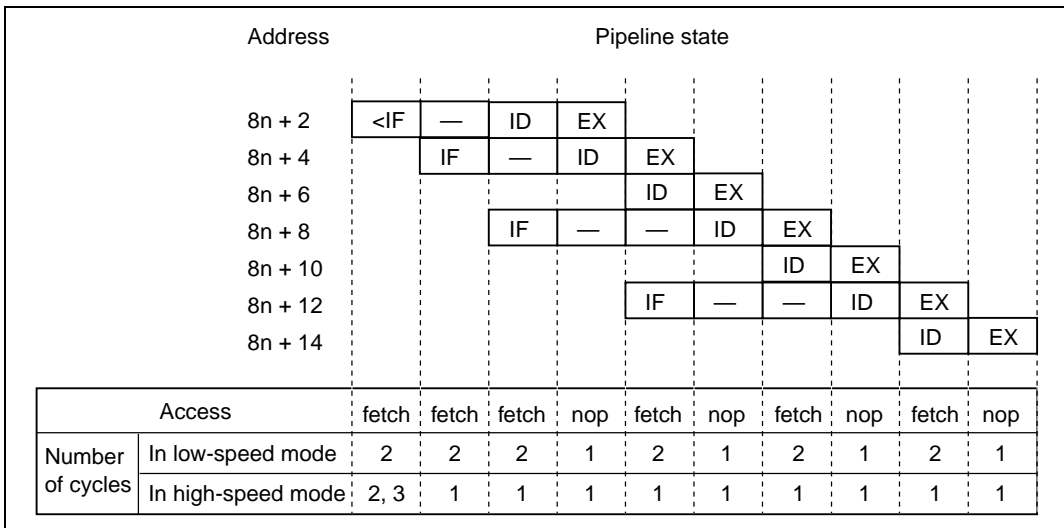 Address Pipeline state
8n + 2 <IF — ID EX
8n + 4 IF — ID EX
8n + 6 ID EX
8n + 8 IF — — ID EX
8n + 10 ID EX
8n + 12 IF — — ID EX
8n + 14 ID EX
Access fetch fetch fetch nop fetch nop fetch nop fetch nop
Number of cycles In low-speed mode 2 2 2 1 2 1 2 1 2 1
In high-speed mode 2, 3 1 1 1 1 1 1 1 1 1